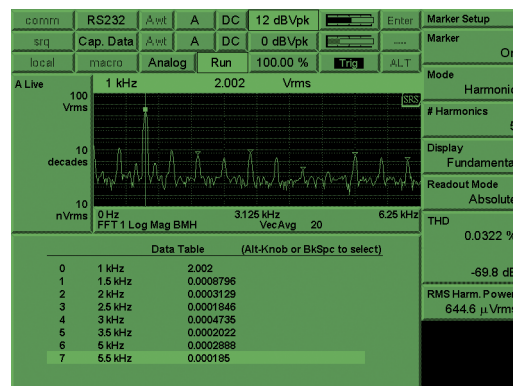 comm RS232 Awt A DC 12 dBVpk Enter Marker Setup
srq Cap. Data Awt A DC 0 dBVpk ---- Marker
On
local macro Analog Run 100.00 % Trig ALT
Mode
Harmonic
A Live 1 kHz 2.002 Vrms
100
Vrms
SRS
# Harmonics
5
10
decades
Display
Fundamenta
Readout Mode
Absolute
10
nVrms
0 Hz 3.125 kHz 6.25 kHz
FFT 1 Log Mag BMH VecAvg 20
THD
0.0322 %
-69.8 dB
RMS Harm. Power
644.6 µVrms
Data Table (Alt-Knob or BkSpc to select)
0 1 kHz 2.002
1 1.5 kHz 0.0008796
2 2 kHz 0.0003129
3 2.5 kHz 0.0001846
4 3 kHz 0.0004735
5 3.5 kHz 0.0002022
6 5 kHz 0.0002888
7 5.5 kHz 0.000185